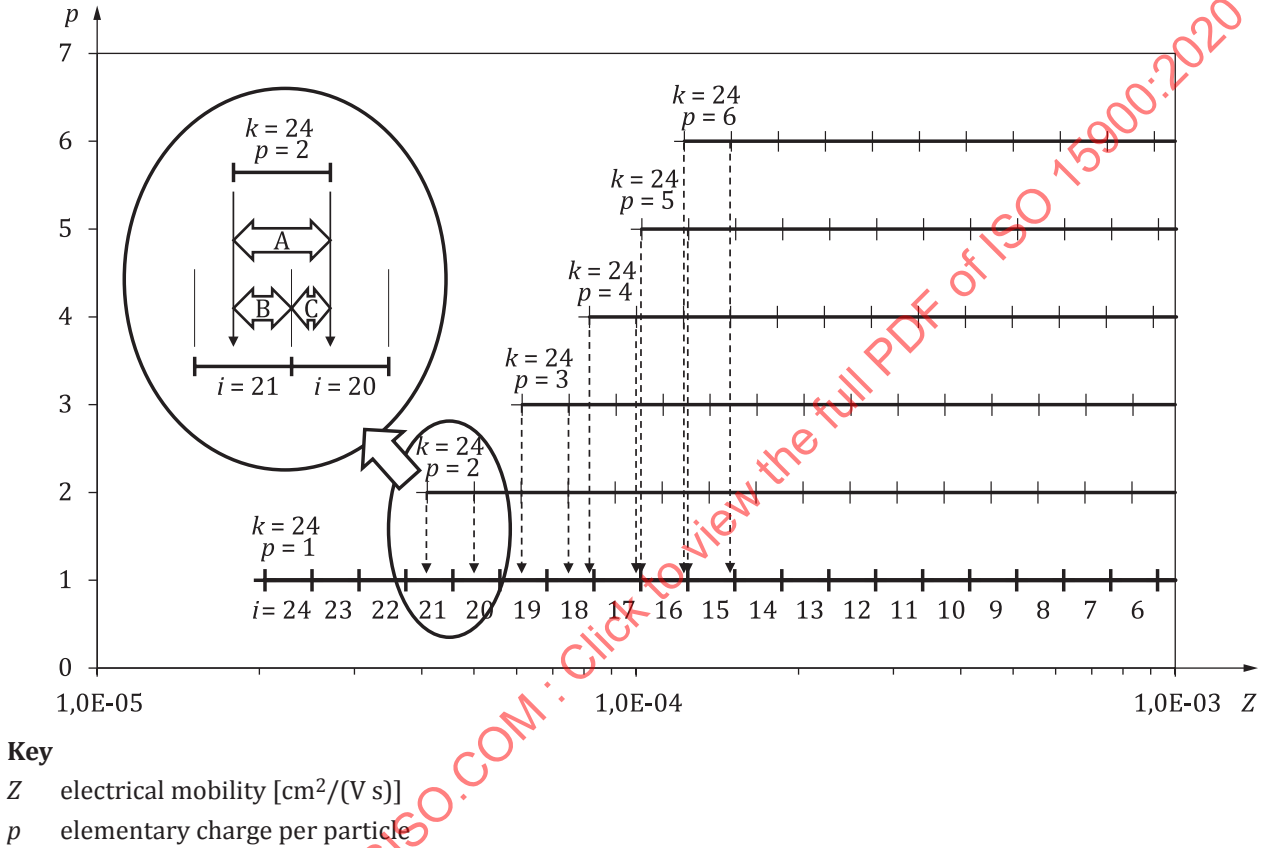 p
7
6
5
4
3
2
1
0
k = 24
p = 2
A
B C
i = 21 i = 20
k = 24
p = 6
k = 24
p = 5
k = 24
p = 4
k = 24
p = 3
k = 24
p = 2
k = 24
p = 1
i = 24 23 22 21 20 19 18 17 16 15 14 13 12 11 10 9 8 7 6
1,0E-05 1,0E-04 1,0E-03 Z
Key
Z electrical mobility [cm²/(V s)]
p elementary charge per particle
ISO.COM : Click to view the full PDF of ISO 15900:2020